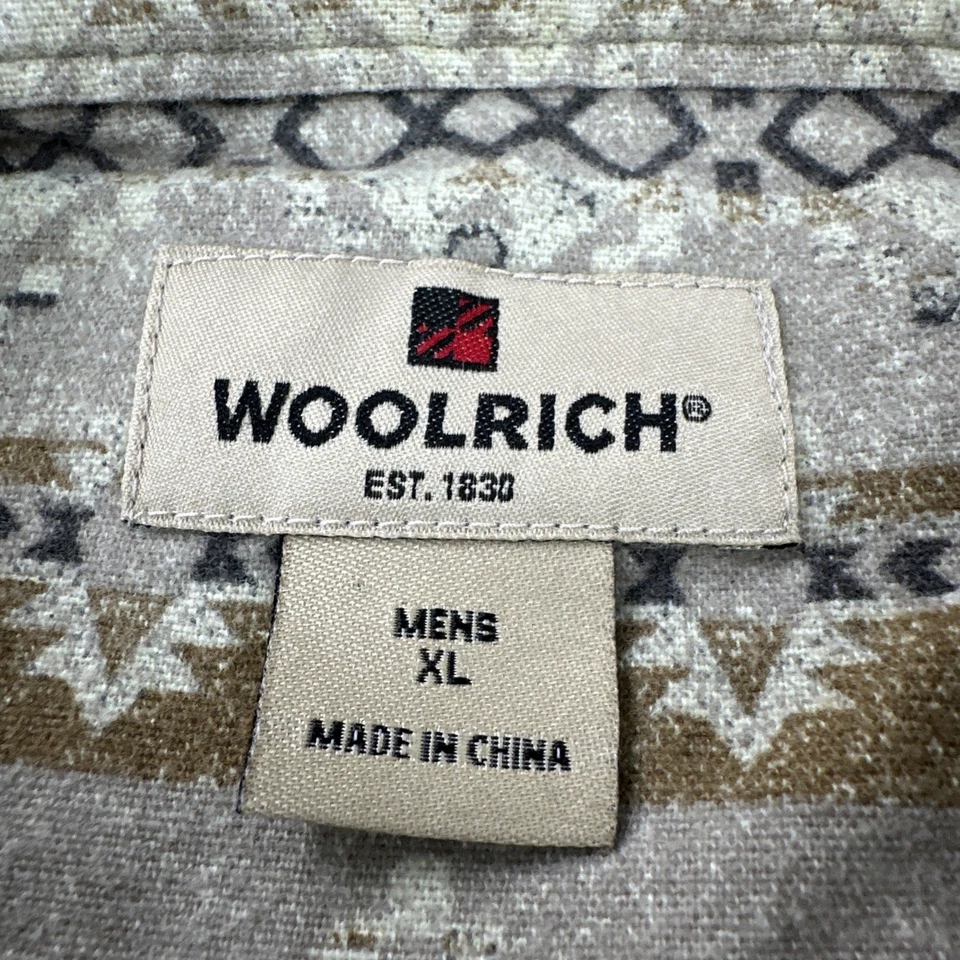 WOOLRICH®
EST. 1830
MENS
XL
MADE IN CHINA